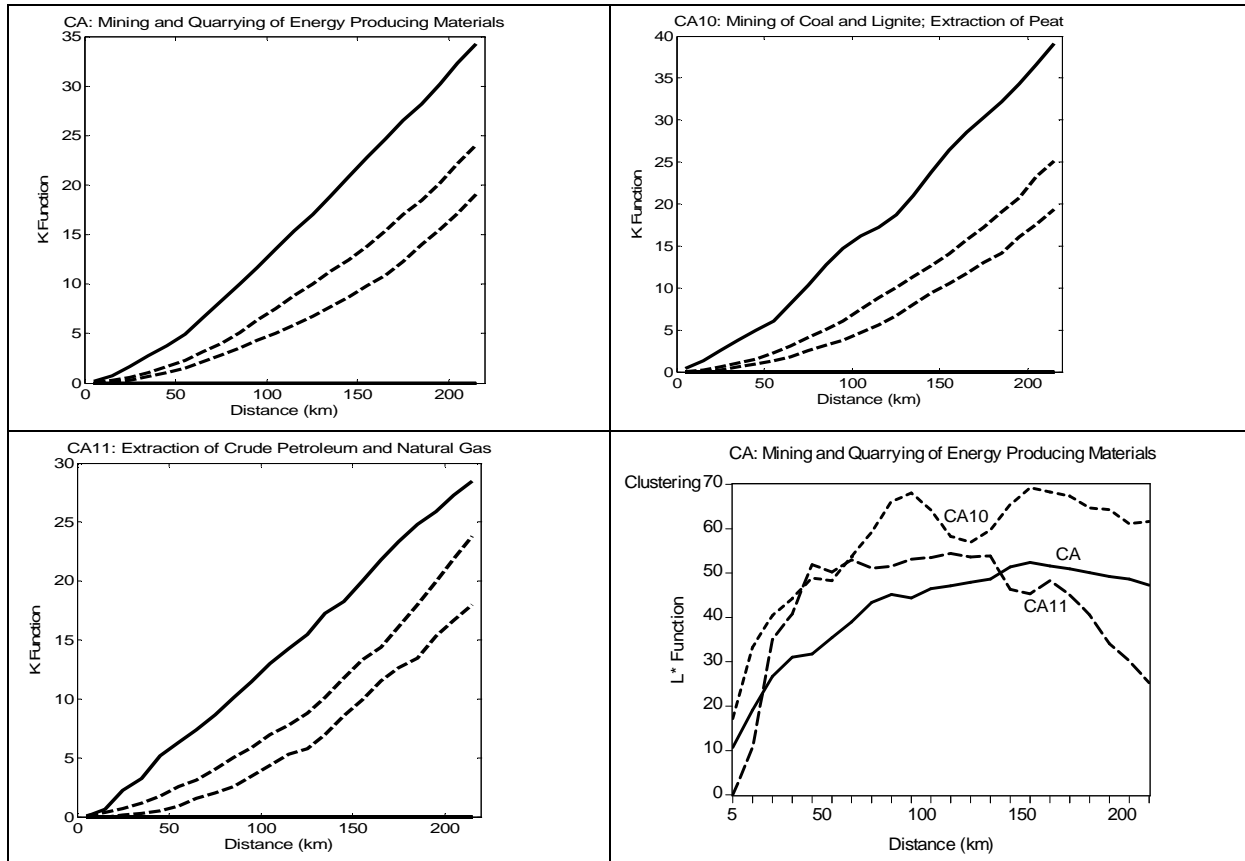 CA: Mining and Quarrying of Energy Producing Materials
35
30
25
20
15
10
5
0
K Function
0 50 100 150 200
Distance (km)
CA10: Mining of Coal and Lignite; Extraction of Peat
40
35
30
25
20
15
10
5
0
K Function
0 50 100 150 200
Distance (km)
CA11: Extraction of Crude Petroleum and Natural Gas
30
25
20
15
10
5
0
K Function
0 50 100 150 200
Distance (km)
CA: Mining and Quarrying of Energy Producing Materials
Clustering 70
60
50
40
30
20
10
0
L* Function
CA10
CA
CA11
5 50 100 150 200
Distance (km)